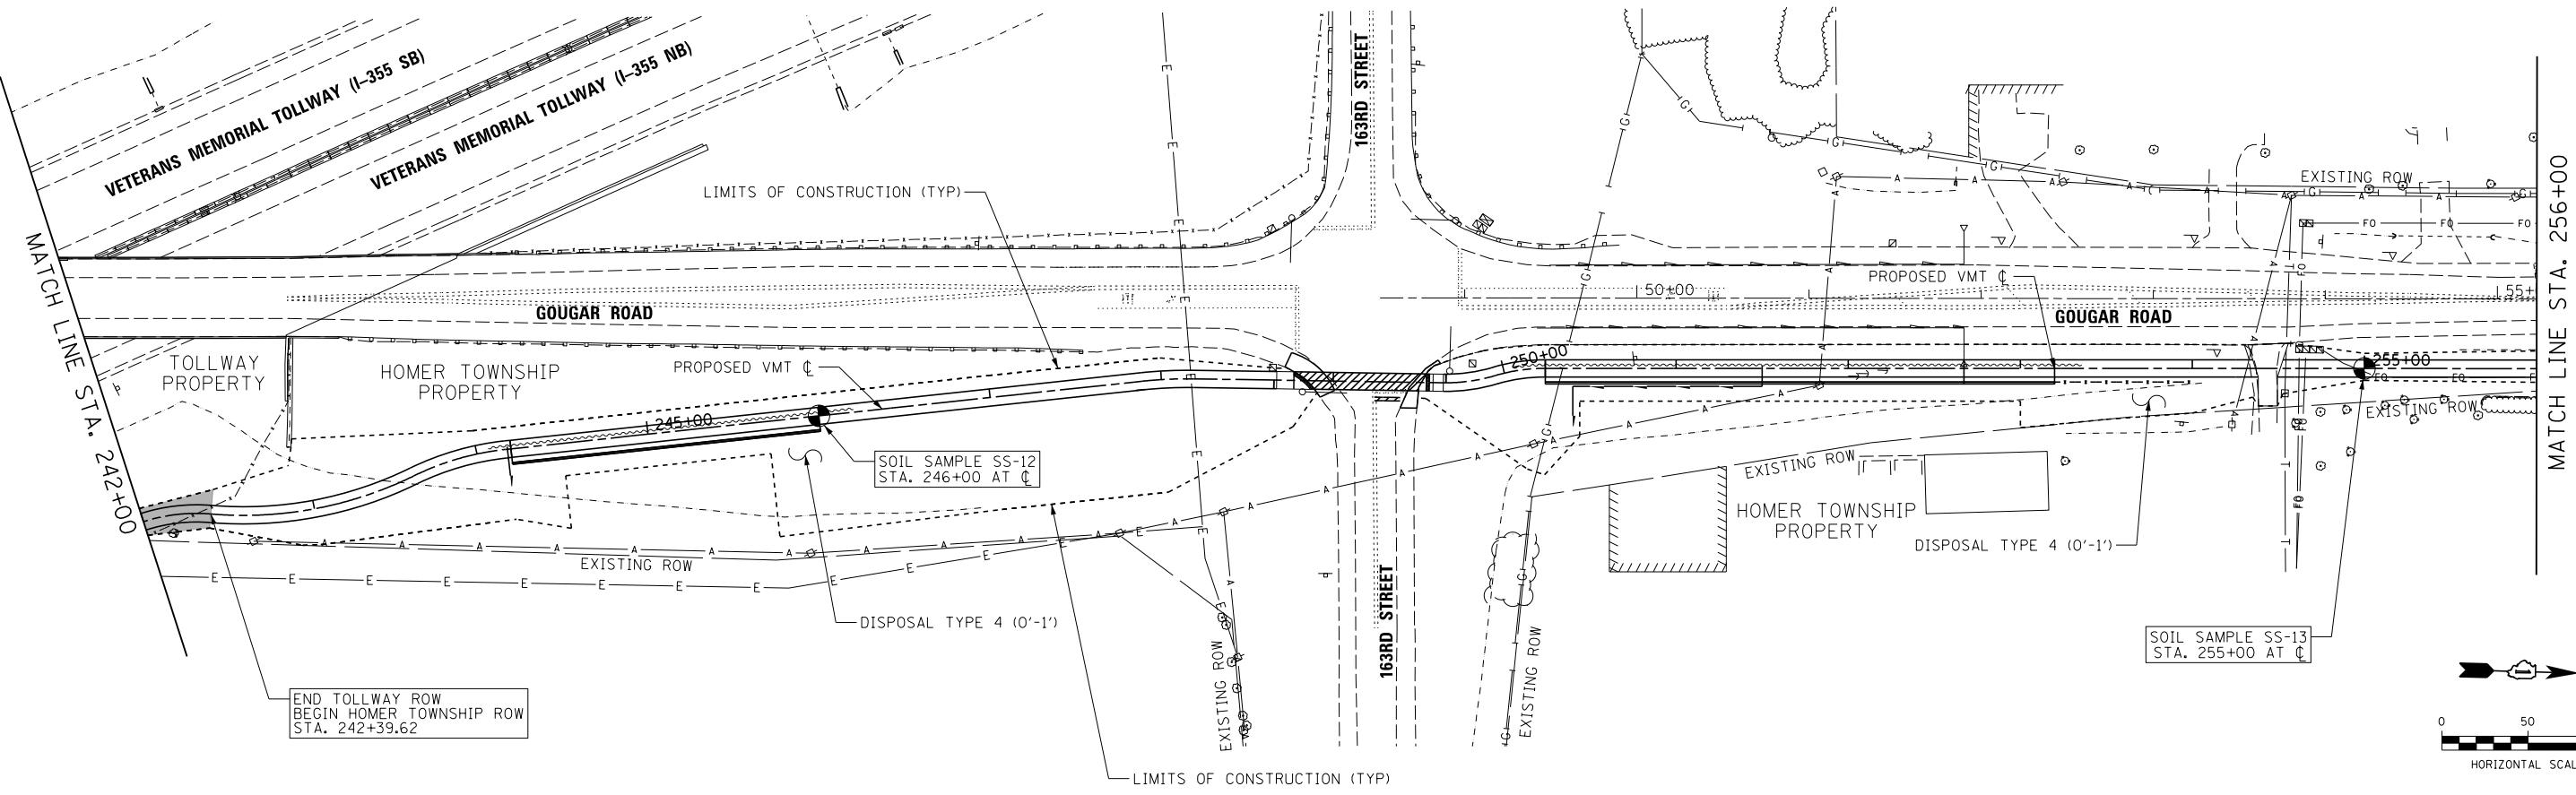 VETERANS MEMORIAL TOLLWAY (I-355 SB)
VETERANS MEMORIAL TOLLWAY (I-355 NB)
163RD STREET
LIMITS OF CONSTRUCTION (TYP)
EXISTING ROW
MATCH LINE STA. 242+00
MATCH LINE STA. 256+00
PROPOSED VMT ℄
50+00
55+
GOUGAR ROAD
GOUGAR ROAD
TOLLWAY
PROPERTY
HOMER TOWNSHIP
PROPERTY
PROPOSED VMT ℄
250+00
255+00
245+00
EXISTING ROW
SOIL SAMPLE SS-12
STA. 246+00 AT ℄
EXISTING ROW
HOMER TOWNSHIP
PROPERTY
DISPOSAL TYPE 4 (0'-1')
EXISTING ROW
DISPOSAL TYPE 4 (0'-1')
163RD STREET
EXISTING ROW
EXISTING ROW
SOIL SAMPLE SS-13
STA. 255+00 AT ℄
END TOLLWAY ROW
BEGIN HOMER TOWNSHIP ROW
STA. 242+39.62
LIMITS OF CONSTRUCTION (TYP)
0 50
HORIZONTAL SCAL